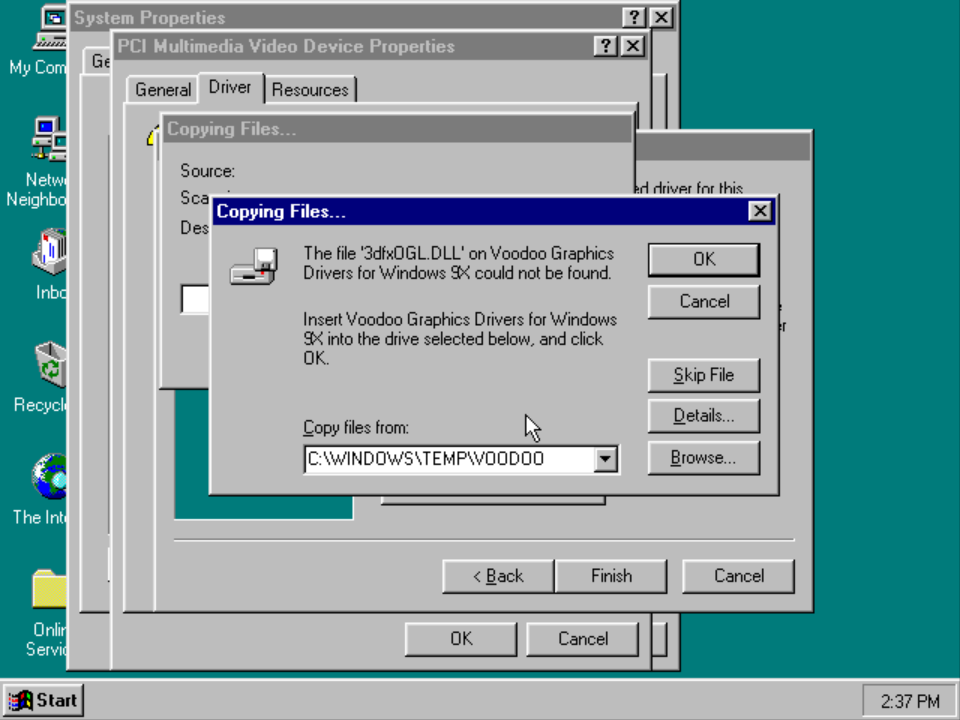 System Properties
PCI Multimedia Video Device Properties
General
Driver
Resources
My Com
Ge
Copying Files...
Source:
Sca
Des
ed driver for this
Copying Files...
The file '3dfxOGL.DLL' on Voodoo Graphics
Drivers for Windows 9X could not be found.
Insert Voodoo Graphics Drivers for Windows
9X into the drive selected below, and click
OK.
Copy files from:
C:\WINDOWS\TEMP\VOODOO
OK
Cancel
Skip File
Details...
Browse...
Netw
Neighbo
Inbo
Recycl
The Int
Onlin
Servic
< Back
Finish
Cancel
OK
Cancel
Start
2:37 PM